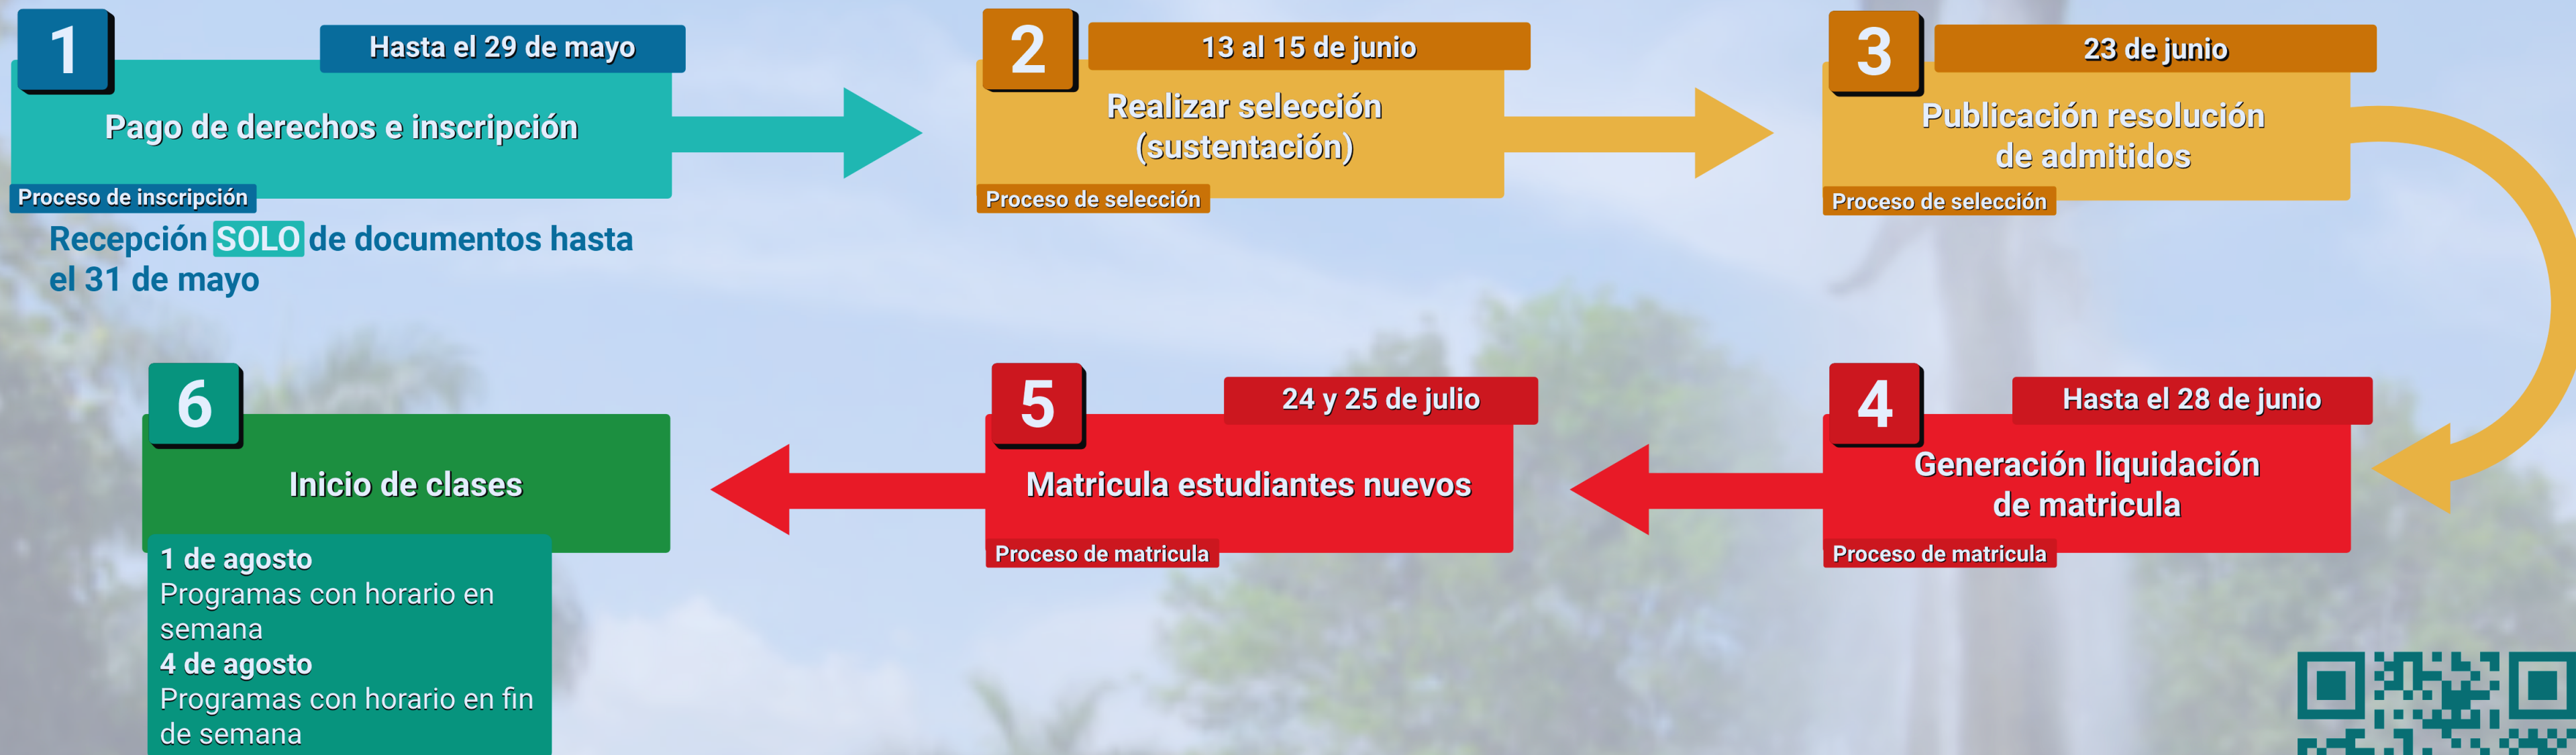 1
Hasta el 29 de mayo
Pago de derechos e inscripción
Proceso de inscripción
Recepción SOLO de documentos hasta
el 31 de mayo
2
13 al 15 de junio
Realizar selección
(sustentación)
Proceso de selección
3
23 de junio
Publicación resolución
de admitidos
Proceso de selección
4
Hasta el 28 de junio
Generación liquidación
de matricula
Proceso de matricula
5
24 y 25 de julio
Matricula estudiantes nuevos
Proceso de matricula
6
Inicio de clases
1 de agosto
Programas con horario en
semana
4 de agosto
Programas con horario en fin
de semana